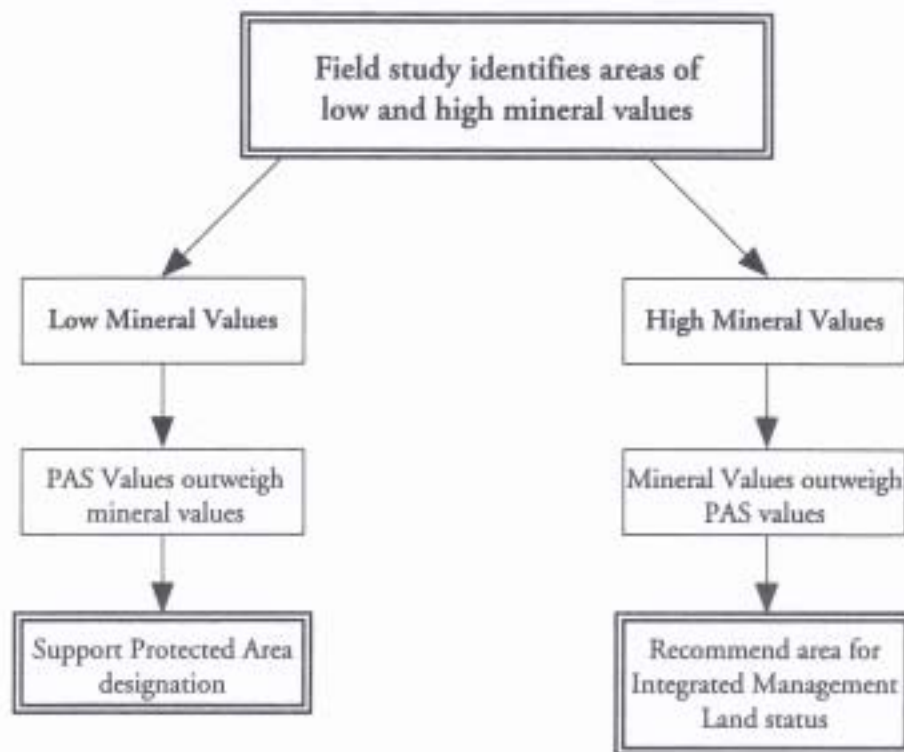 Field study identifies areas of
low and high mineral values
Low Mineral Values
High Mineral Values
PAS Values outweigh
mineral values
Mineral Values outweigh
PAS values
Support Protected Area
designation
Recommend area for
Integrated Management
Land status